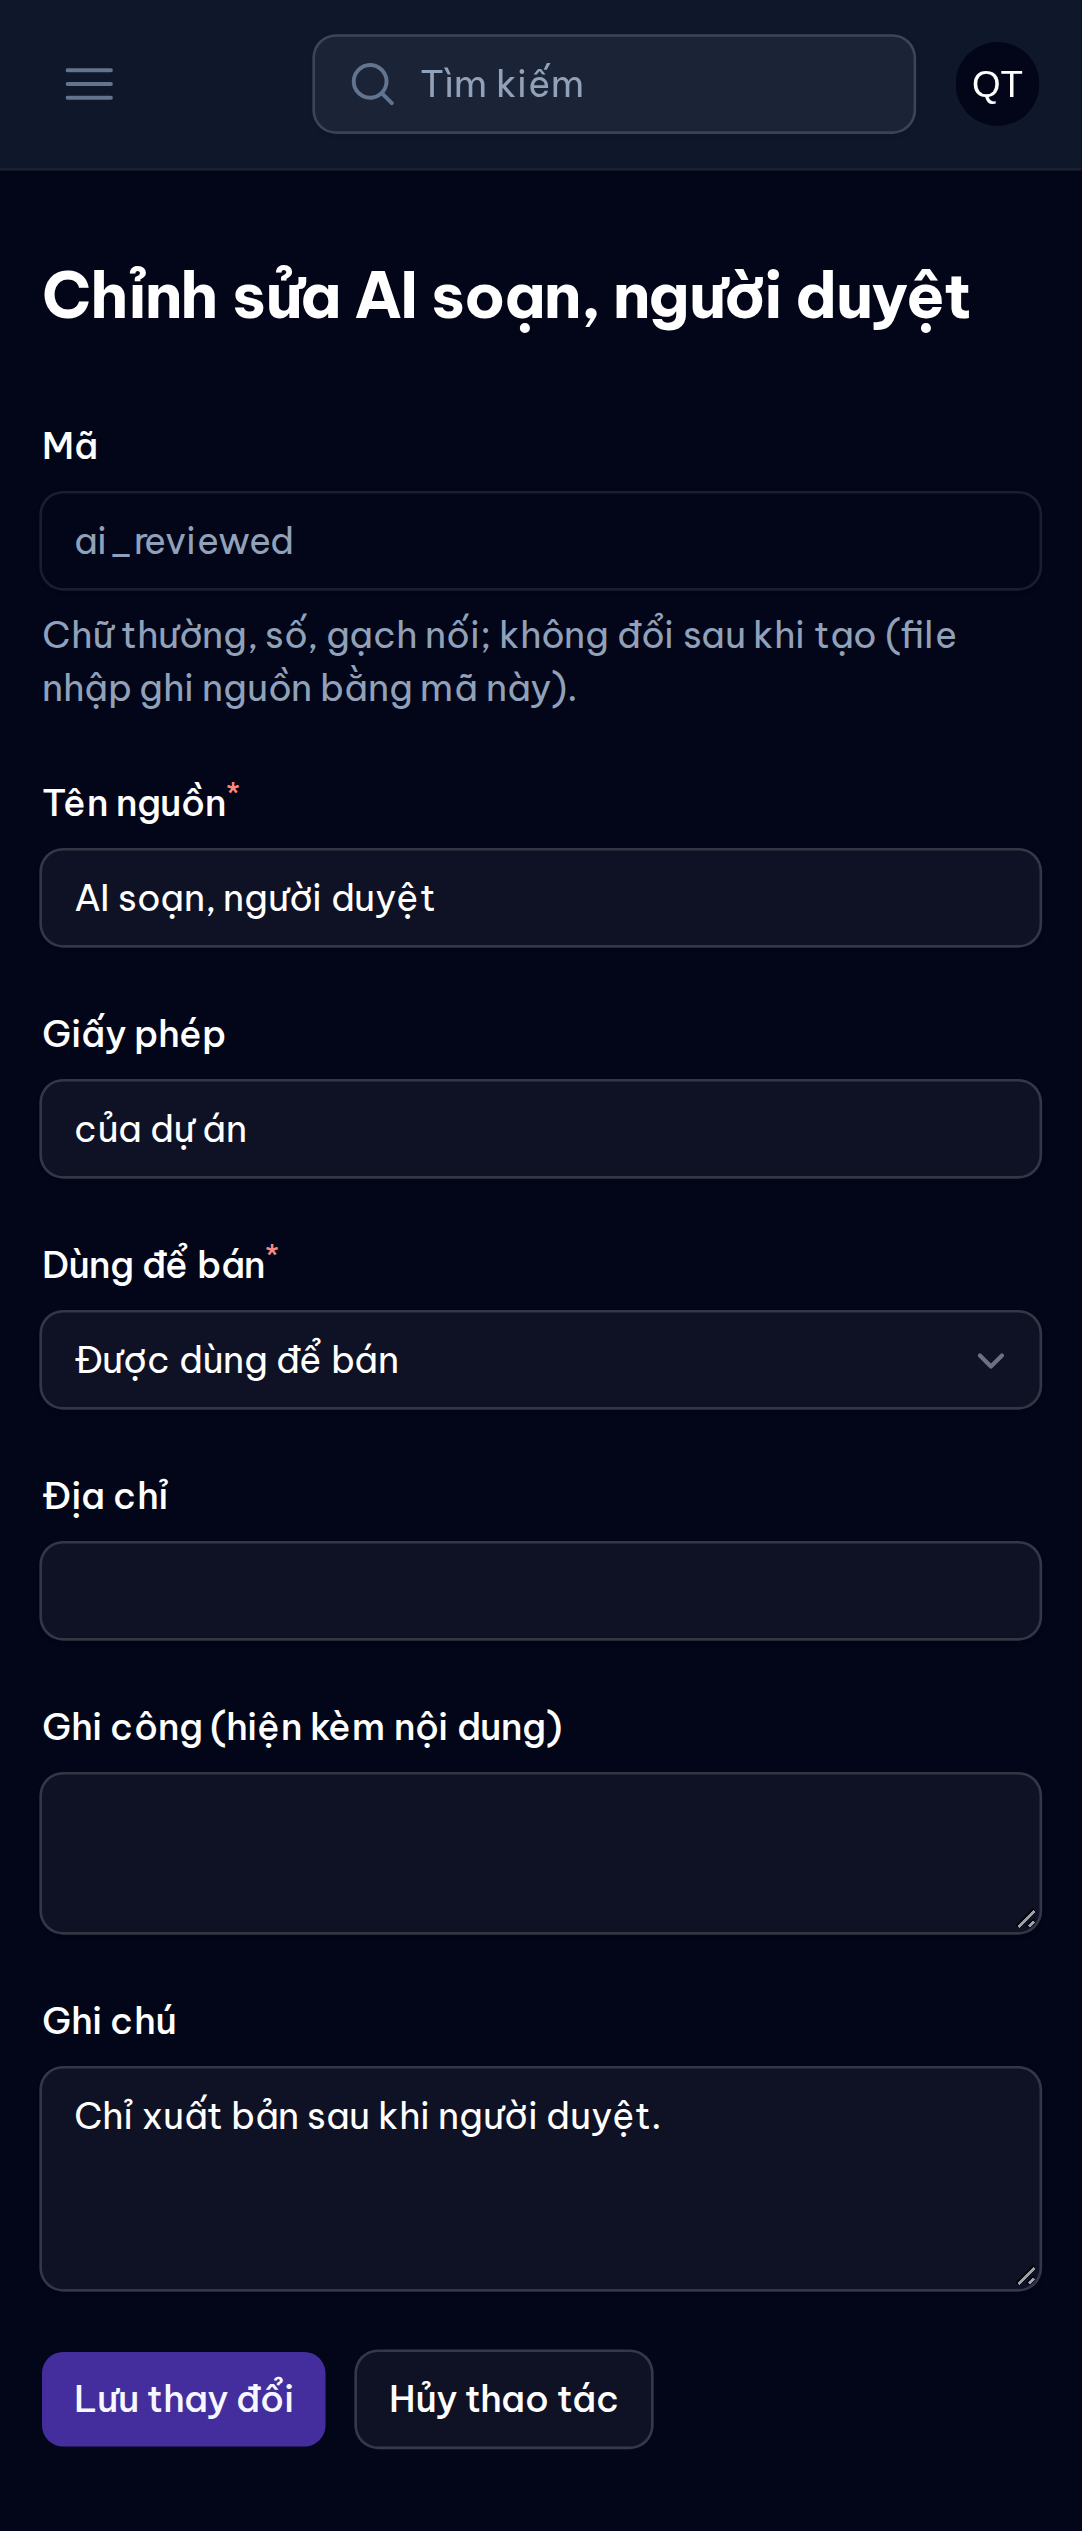 Tìm kiếm
QT
Chỉnh sửa AI soạn, người duyệt
Mã
ai_reviewed
Chữ thường, số, gạch nối; không đổi sau khi tạo (file
nhập ghi nguồn bằng mã này).
Tên nguồn*
AI soạn, người duyệt
Giấy phép
của dự án
Dùng để bán*
Được dùng để bán
Địa chỉ
Ghi công (hiện kèm nội dung)
Ghi chú
Chỉ xuất bản sau khi người duyệt.
Lưu thay đổi
Hủy thao tác